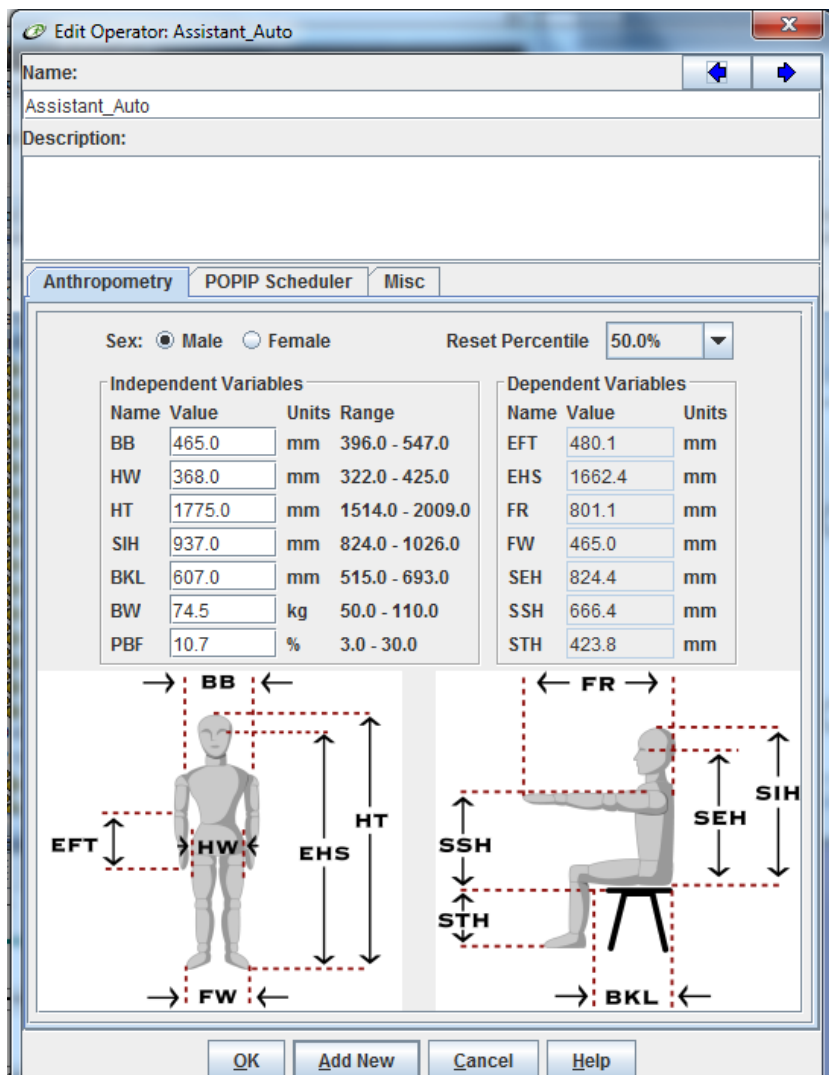 Edit Operator: Assistant_Auto
Name:
Assistant_Auto
Description:
Anthropometry POPIP Scheduler Misc
Sex: Male Female Reset Percentile 50.0%
Independent Variables Dependent Variables
Name Value Units Range Name Value Units
BB 465.0 mm 396.0 - 547.0 EFT 480.1 mm
HW 368.0 mm 322.0 - 425.0 EHS 1662.4 mm
HT 1775.0 mm 1514.0 - 2009.0 FR 801.1 mm
SIH 937.0 mm 824.0 - 1026.0 FW 465.0 mm
BKL 607.0 mm 515.0 - 693.0 SEH 824.4 mm
BW 74.5 kg 50.0 - 110.0 SSH 666.4 mm
PBF 10.7 % 3.0 - 30.0 STH 423.8 mm
BB FR
SIH
HT SEH
EFT HW EHS SSH
STH
FW BKL
OK Add New Cancel Help